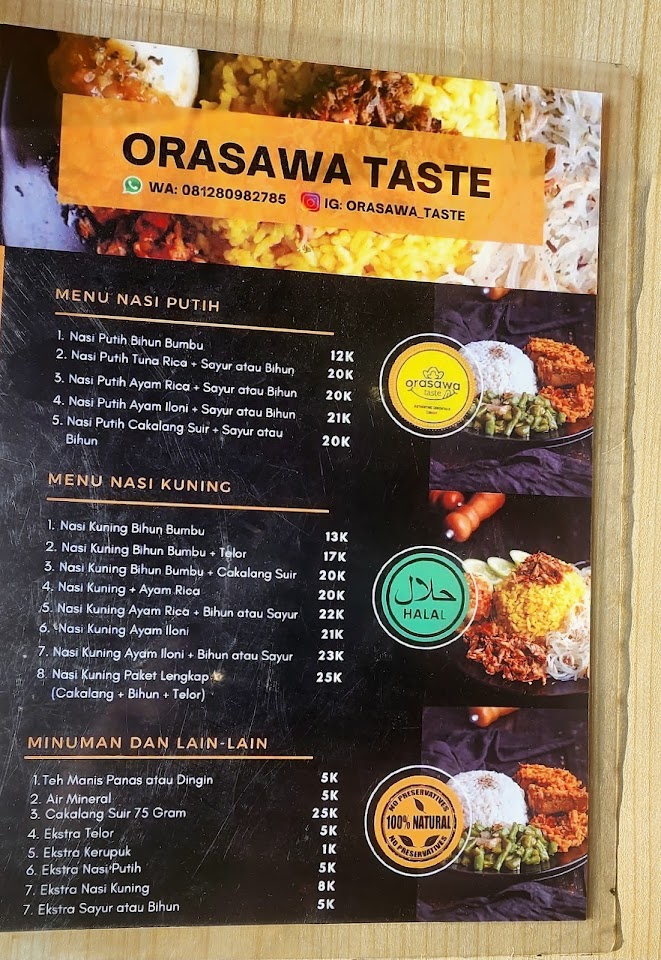 ORASAWA TASTE
WA: 081280982785 IG: ORASAWA_TASTE
MENU NASI PUTIH
1. Nasi Putih Bihun Bumbu 12K
2. Nasi Putih Tuna Rica + Sayur atau Bihun 20K
3. Nasi Putih Ayam Rica + Sayur atau Bihun 20K
4. Nasi Putih Ayam Iloni + Sayur atau Bihun 21K
5. Nasi Putih Cakalang Suir + Sayur atau
Bihun 20K
orasawa
taste
MENU NASI KUNING
1. Nasi Kuning Bihun Bumbu 13K
2. Nasi Kuning Bihun Bumbu + Telor 17K
3. Nasi Kuning Bihun Bumbu + Cakalang Suir 20K
4. Nasi Kuning + Ayam Rica 20K
5. Nasi Kuning Ayam Rica + Bihun atau Sayur 22K
6. Nasi Kuning Ayam Iloni 21K
7. Nasi Kuning Ayam Iloni + Bihun atau Sayur 23K
8. Nasi Kuning Paket Lengkap 25K
(Cakalang + Bihun + Telor)
حلال
HALAL
MINUMAN DAN LAIN-LAIN
1. Teh Manis Panas atau Dingin 5K
2. Air Mineral 5K
3. Cakalang Suir 75 Gram 25K
4. Ekstra Telor 5K
5. Ekstra Kerupuk 1K
6. Ekstra Nasi Putih 5K
7. Ekstra Nasi Kuning 8K
7. Ekstra Sayur atau Bihun 5K
NO PRESERVATIVES
100% NATURAL
NO PRESERVATIVES